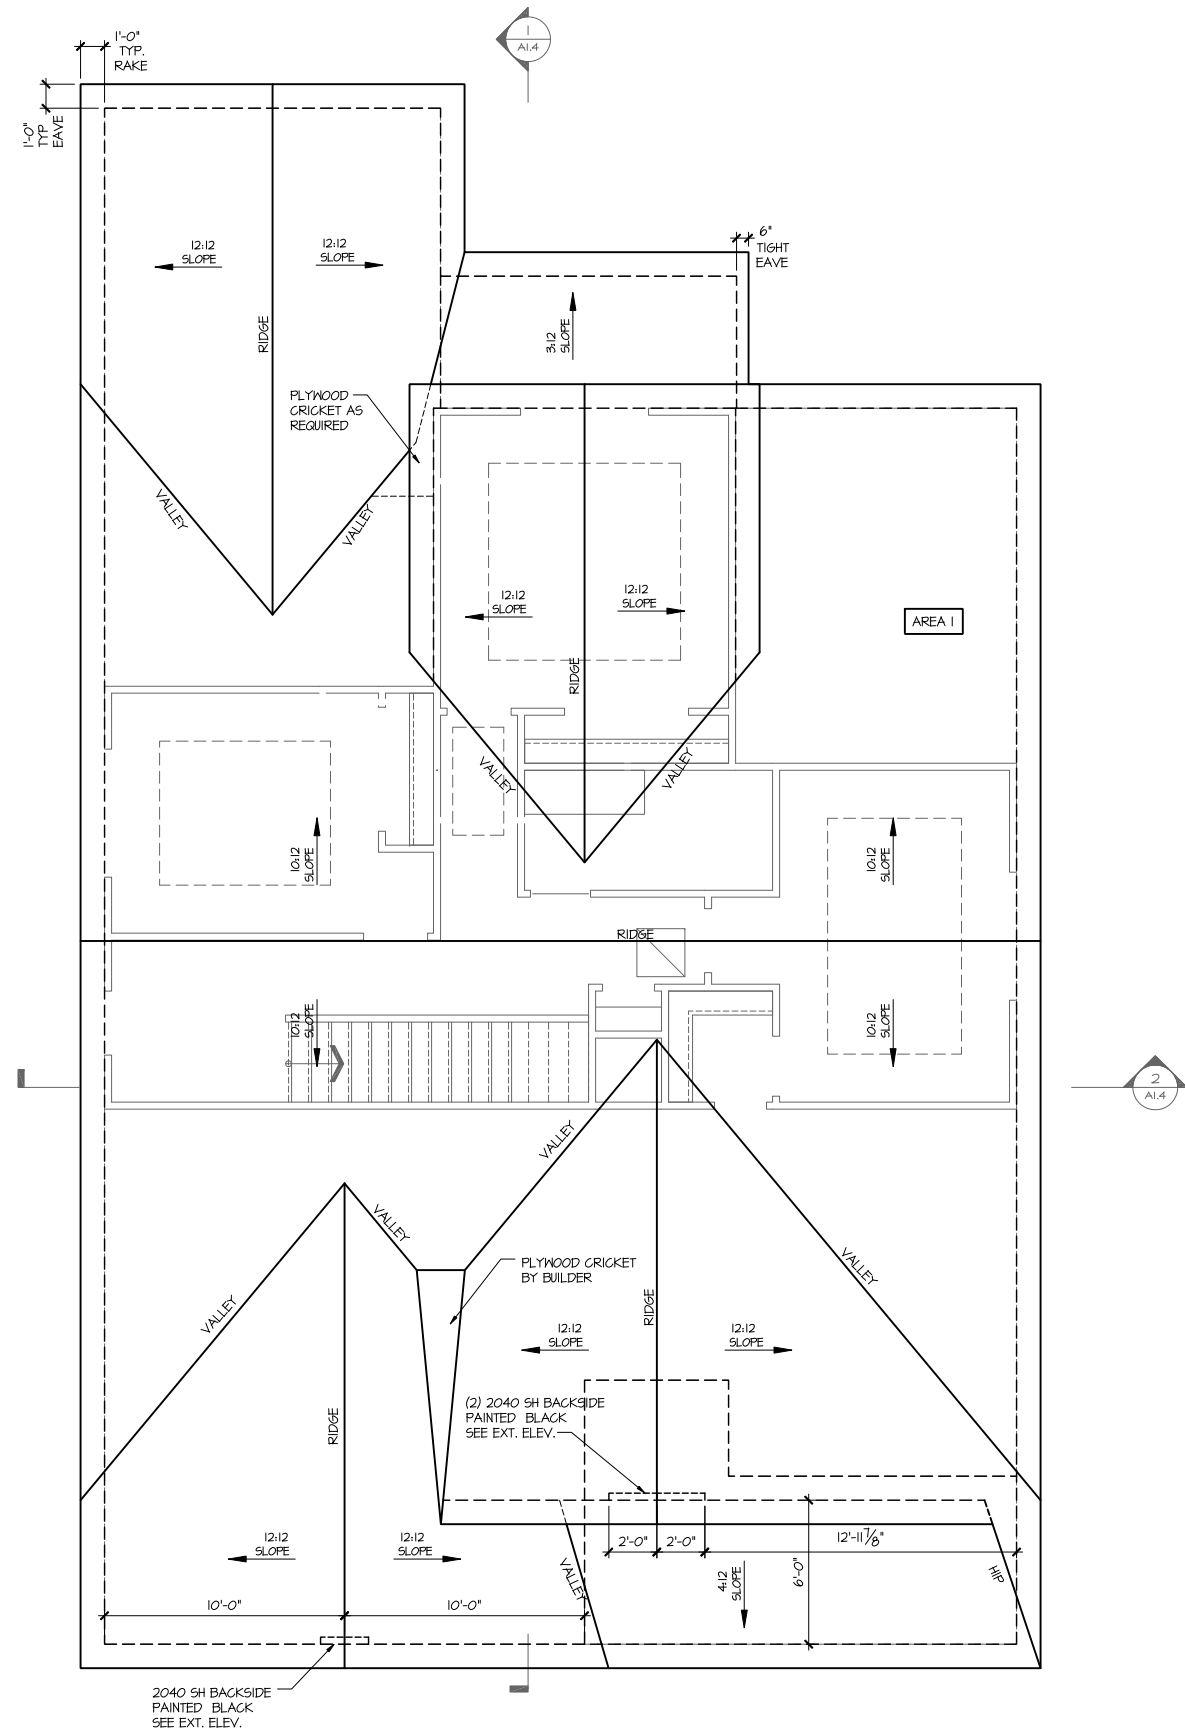 1
A1.4
1'-0"
TYP.
RAKE
1'-0"
TYP
EAVE
6"
TIGHT
EAVE
12:12
SLOPE
12:12
SLOPE
RIDGE
3:12
SLOPE
PLYWOOD
CRICKET AS
REQUIRED
VALLEY
VALLEY
12:12
SLOPE
12:12
SLOPE
AREA 1
RIDGE
VALLEY
VALLEY
10:12
SLOPE
10:12
SLOPE
RIDGE
10:12
SLOPE
10:12
SLOPE
2
A1.4
VALLEY
VALLEY
VALLEY
VALLEY
PLYWOOD CRICKET
BY BUILDER
RIDGE
12:12
SLOPE
12:12
SLOPE
(2) 2040 SH BACKSIDE
PAINTED BLACK
SEE EXT. ELEV.
RIDGE
12:12
SLOPE
12:12
SLOPE
2'-0"
2'-0"
12'-11 7/8"
VALLEY
4:12
SLOPE
6'-0"
HIP
10'-0"
10'-0"
2040 SH BACKSIDE
PAINTED BLACK
SEE EXT. ELEV.